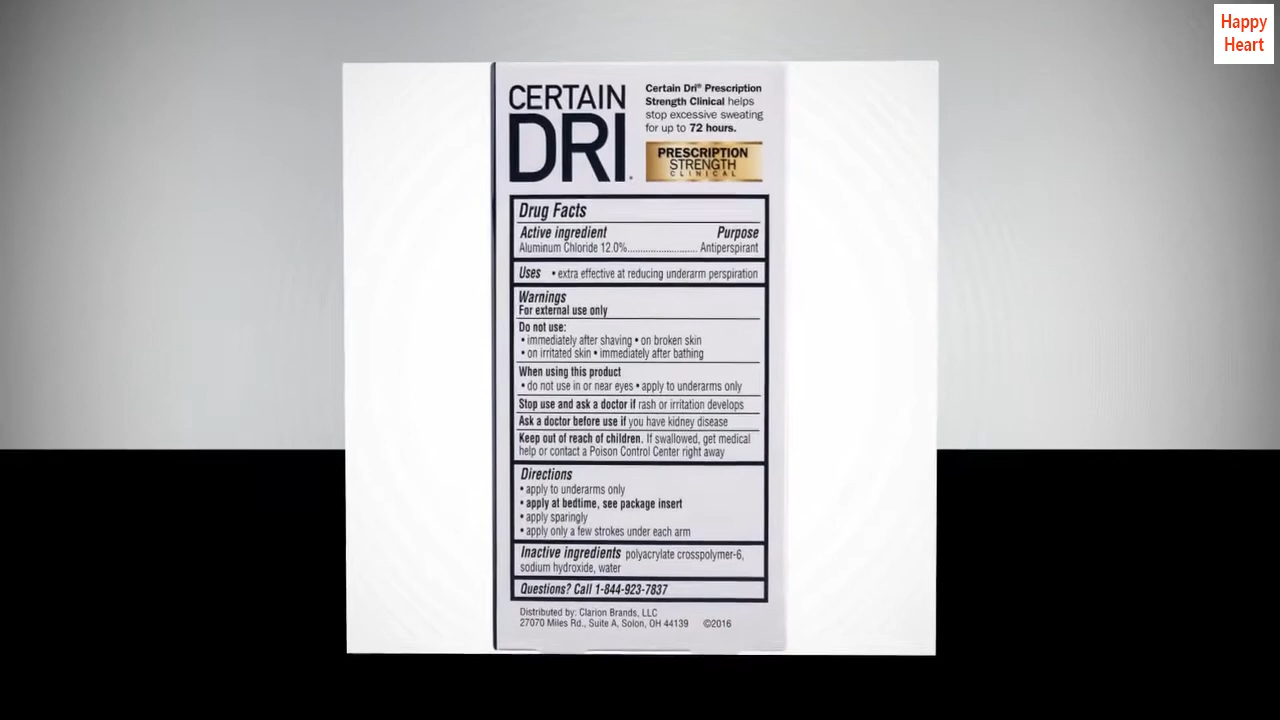 Happy
Heart
CERTAIN
DRI®
Certain Dri® Prescription
Strength Clinical helps
stop excessive sweating
for up to 72 hours.
PRESCRIPTION
STRENGTH
CLINICAL
Drug Facts
Active ingredient Purpose
Aluminum Chloride 12.0%.......................... Antiperspirant
Uses • extra effective at reducing underarm perspiration
Warnings
For external use only
Do not use:
• immediately after shaving • on broken skin
• on irritated skin • immediately after bathing
When using this product
• do not use in or near eyes • apply to underarms only
Stop use and ask a doctor if rash or irritation develops
Ask a doctor before use if you have kidney disease
Keep out of reach of children. If swallowed, get medical
help or contact a Poison Control Center right away
Directions
• apply to underarms only
• apply at bedtime, see package insert
• apply sparingly
• apply only a few strokes under each arm
Inactive ingredients polyacrylate crosspolymer-6,
sodium hydroxide, water
Questions? Call 1-844-923-7837
Distributed by: Clarion Brands, LLC
27070 Miles Rd., Suite A, Solon, OH 44139 ©2016